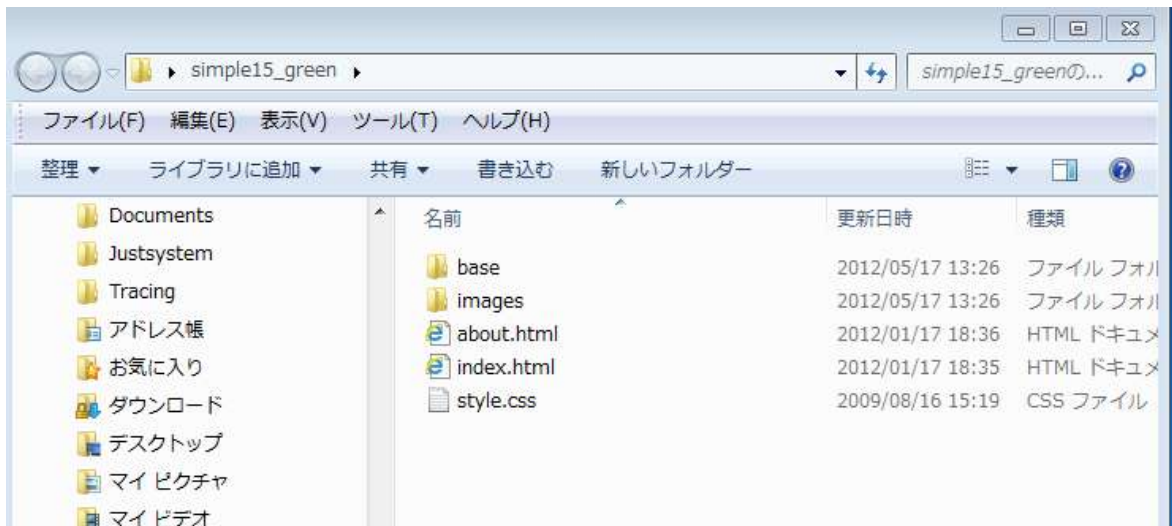 simple15_green
simple15_greenの...
ファイル(F) 編集(E) 表示(V) ツール(T) ヘルプ(H)
整理 ライブラリに追加 共有 書き込む 新しいフォルダー
Documents
Justsystem
Tracing
アドレス帳
お気に入り
ダウンロード
デスクトップ
マイ ピクチャ
マイ ビデオ
名前 更新日時 種類
base 2012/05/17 13:26 ファイル フォル
images 2012/05/17 13:26 ファイル フォル
about.html 2012/01/17 18:36 HTML ドキュメ
index.html 2012/01/17 18:35 HTML ドキュメ
style.css 2009/08/16 15:19 CSS ファイル